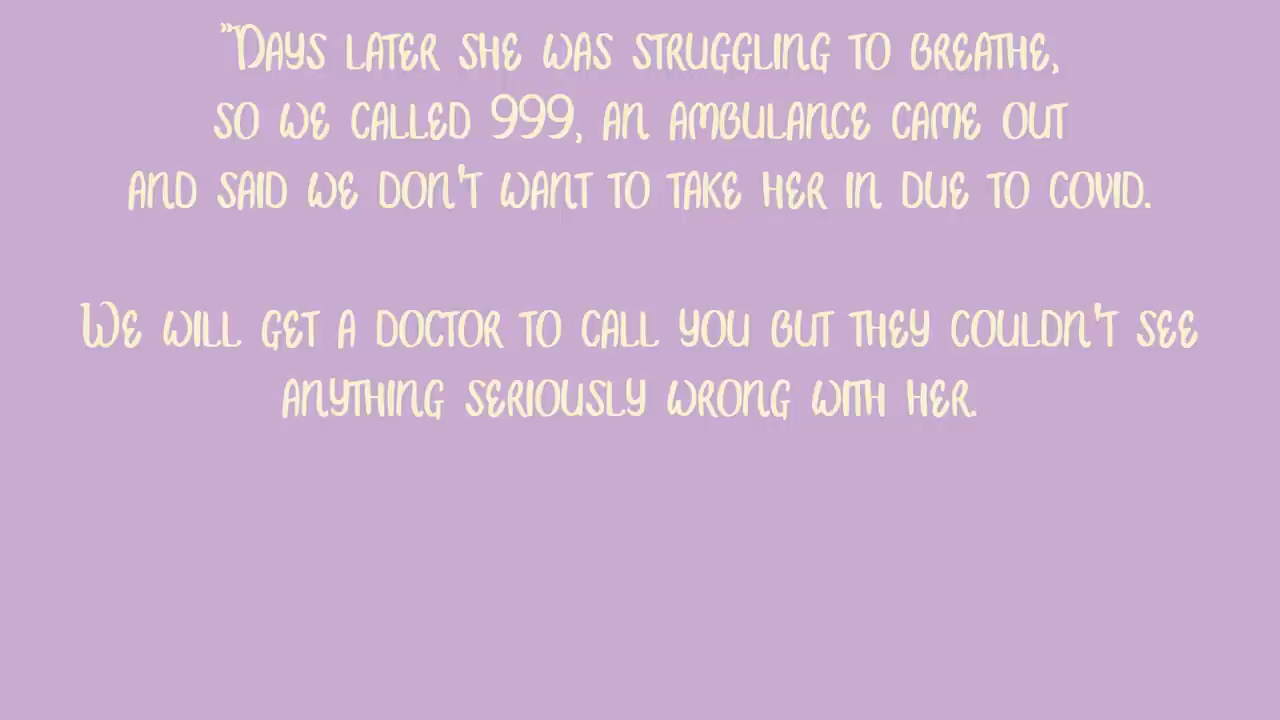 "Days later she was struggling to breathe,
so we called 999, an ambulance came out
and said we don't want to take her in due to covid.
We will get a doctor to call you but they couldn't see
anything seriously wrong with her.